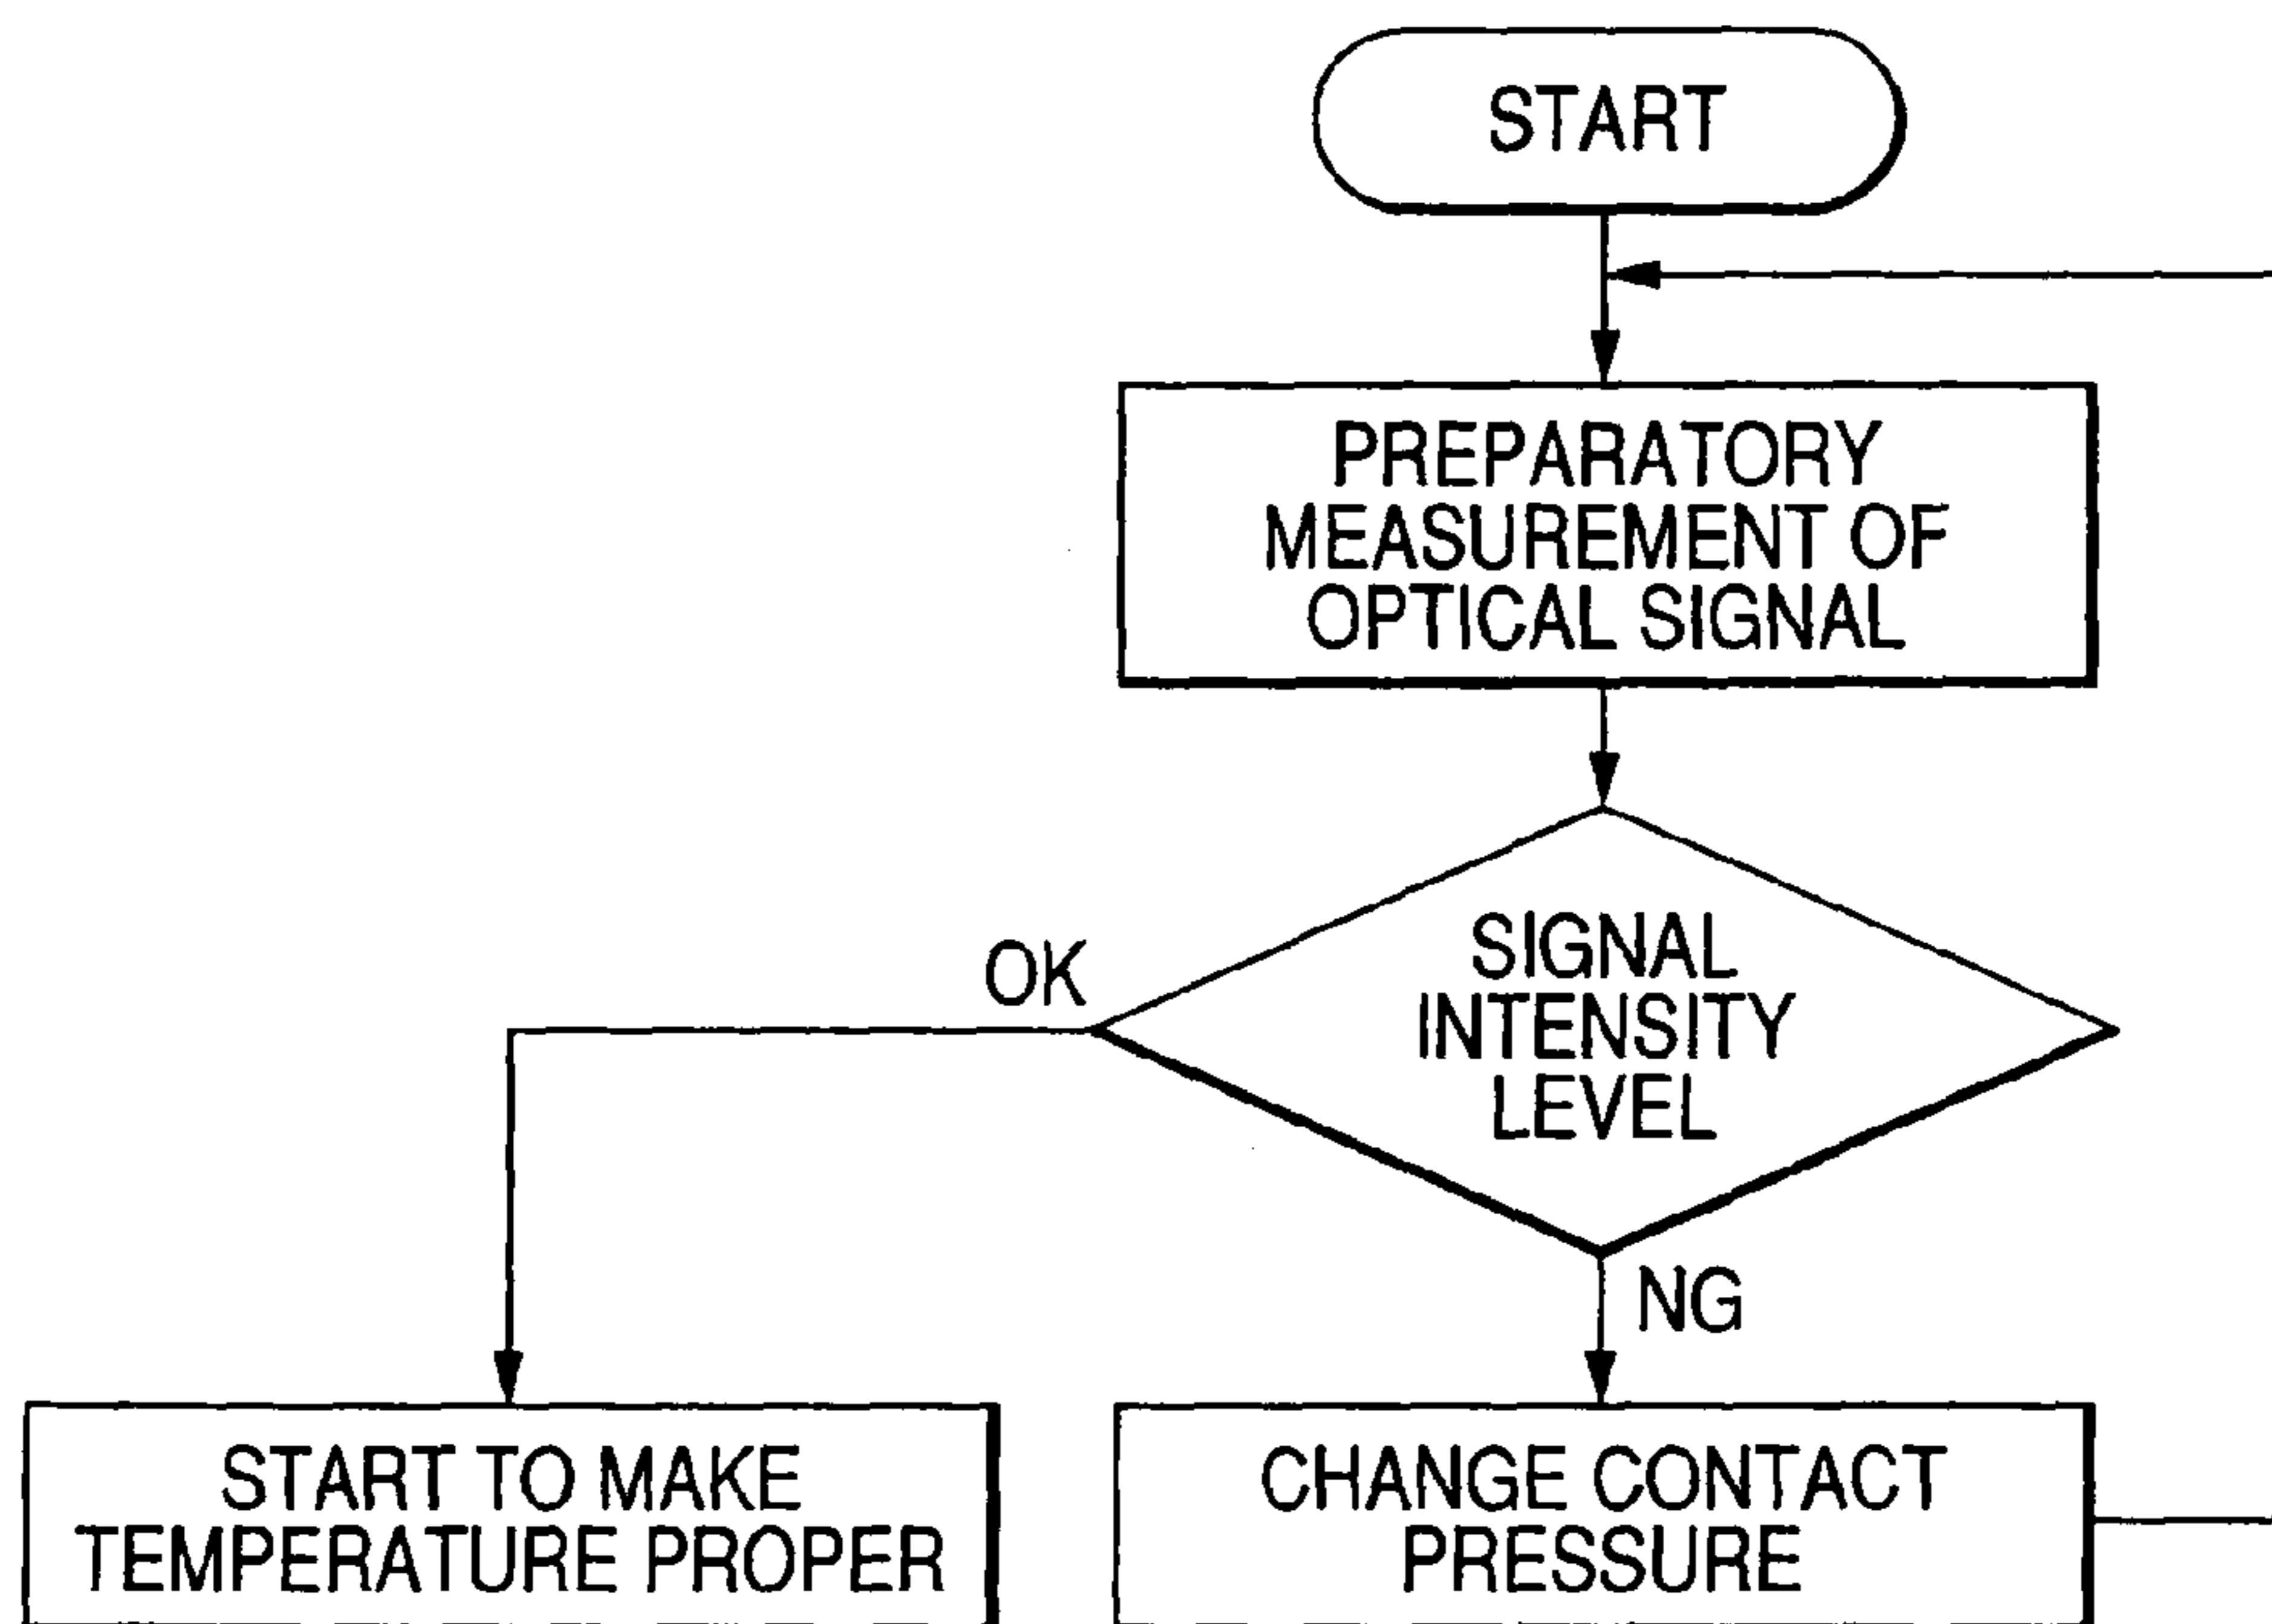 START
PREPARATORY
MEASUREMENT OF
OPTICAL SIGNAL
SIGNAL
INTENSITY
LEVEL
OK
NG
START TO MAKE
TEMPERATURE PROPER
CHANGE CONTACT
PRESSURE